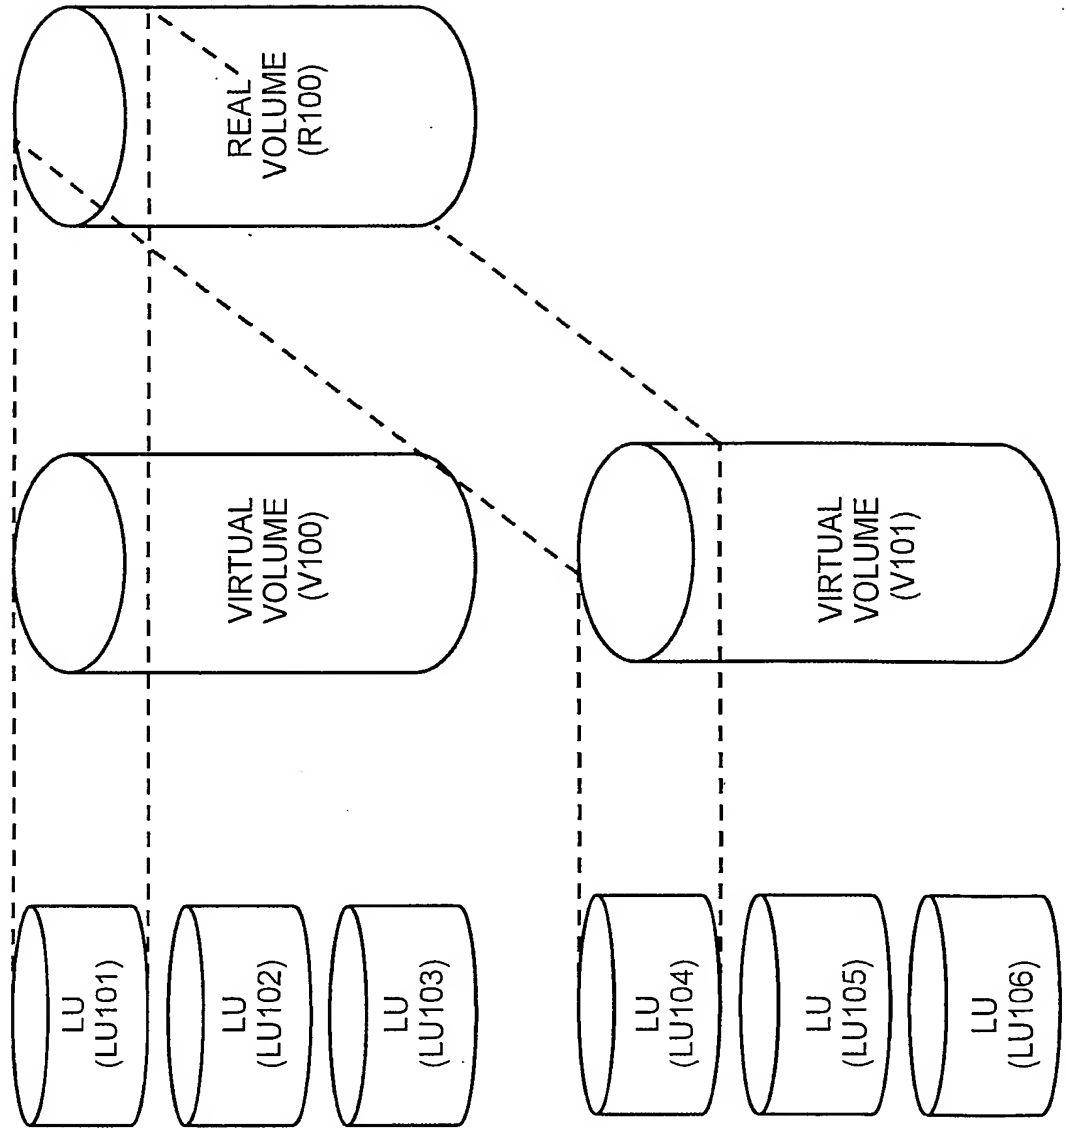 LU
(LU101)
LU
(LU102)
LU
(LU103)
LU
(LU104)
LU
(LU105)
LU
(LU106)
VIRTUAL
VOLUME
(V100)
VIRTUAL
VOLUME
(V101)
REAL
VOLUME
(R100)